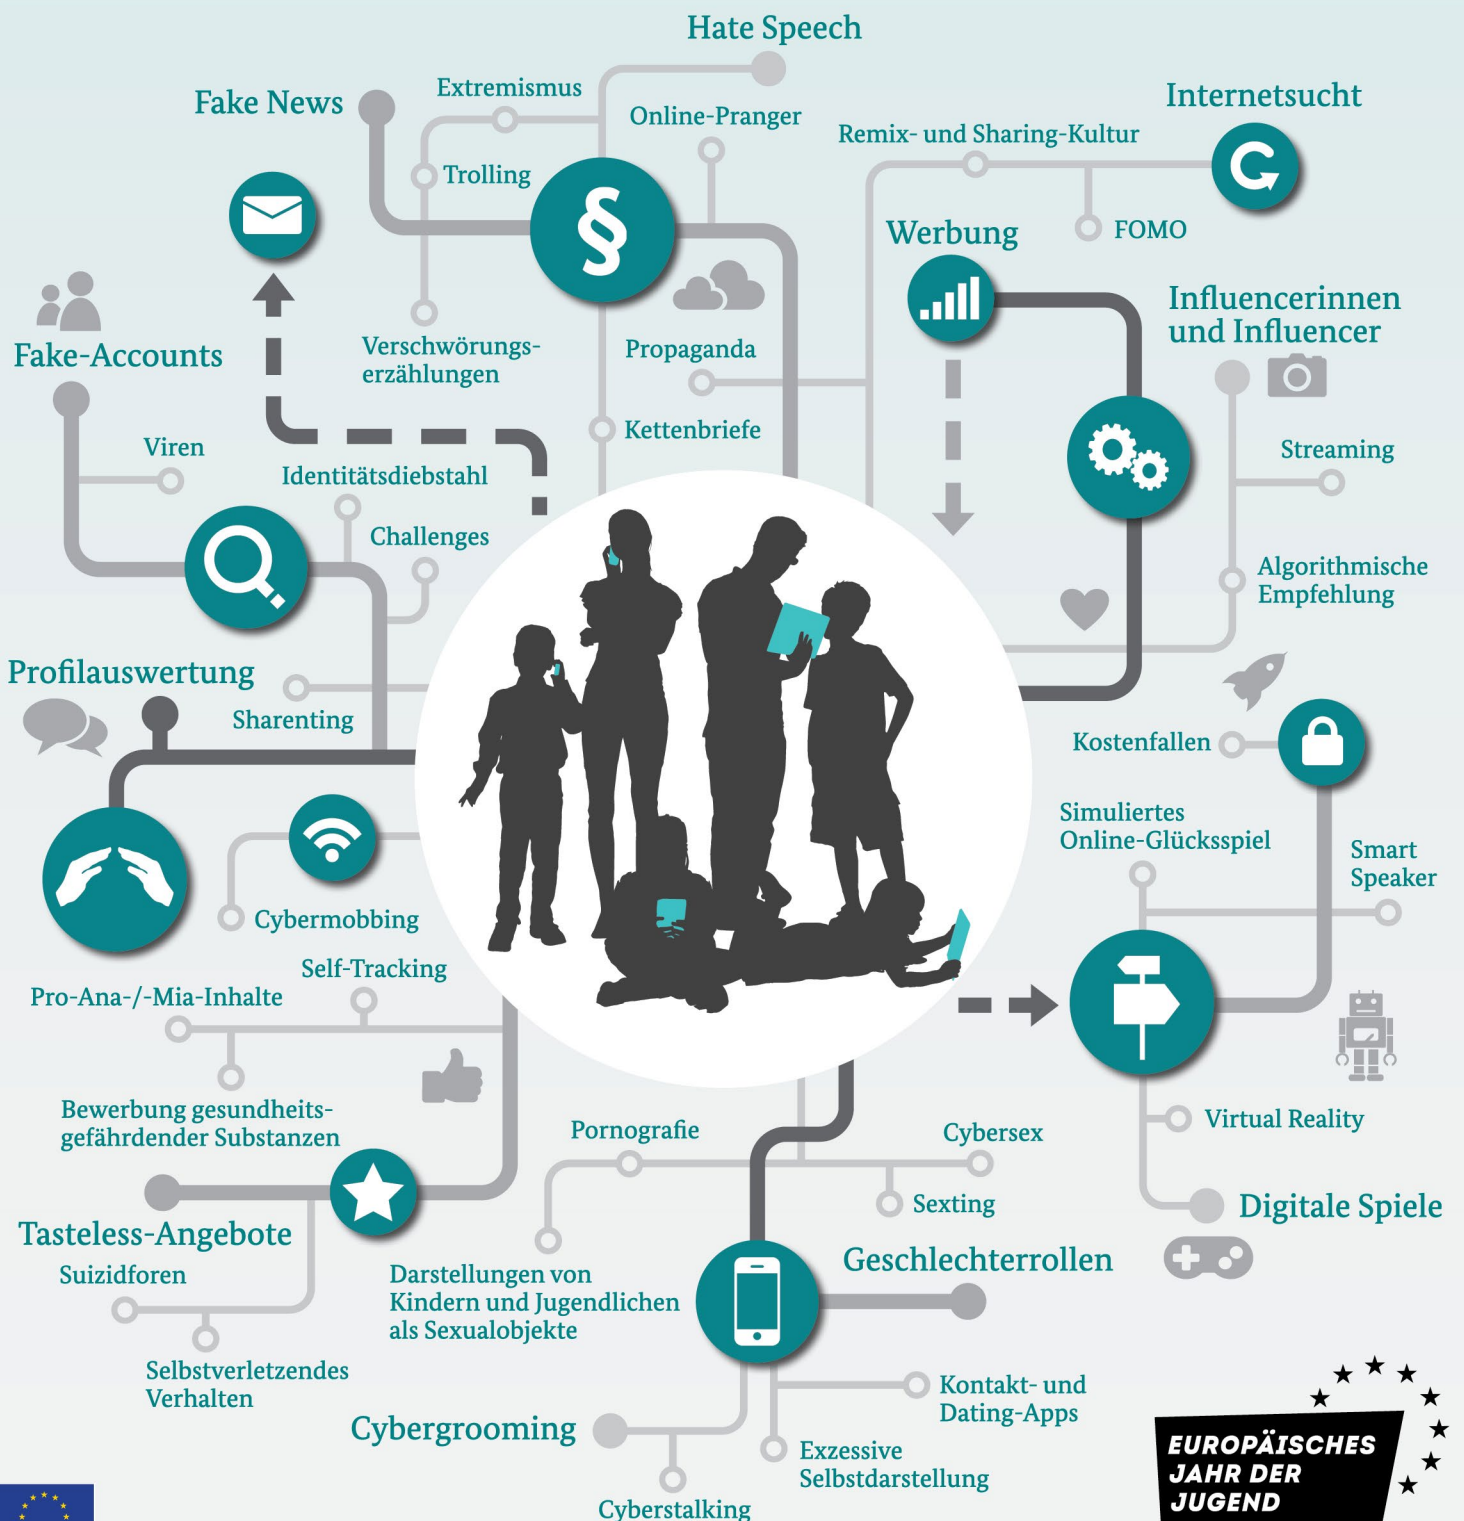 Hate Speech
Fake News
Extremismus
Online-Pranger
Internetsucht
Remix- und Sharing-Kultur
Trolling
§
Werbung
FOMO
Influencerinnen
und Influencer
Fake-Accounts
Verschwörungs-
erzählungen
Propaganda
Kettenbriefe
Viren
Streaming
Identitätsdiebstahl
Challenges
Algorithmische
Empfehlung
Profilauswertung
Sharenting
Kostenfallen
Simuliertes
Online-Glücksspiel
Smart
Speaker
Cybermobbing
Self-Tracking
Pro-Ana-/-Mia-Inhalte
Bewerbung gesundheits-
gefährdender Substanzen
Pornografie
Cybersex
Virtual Reality
Sexting
Digitale Spiele
Tasteless-Angebote
Geschlechterrollen
Suizidforen
Darstellungen von
Kindern und Jugendlichen
als Sexualobjekte
Selbstverletzendes
Verhalten
Kontakt- und
Dating-Apps
Cybergrooming
Exzessive
Selbstdarstellung
Cyberstalking
EUROPÄISCHES
JAHR DER
JUGEND